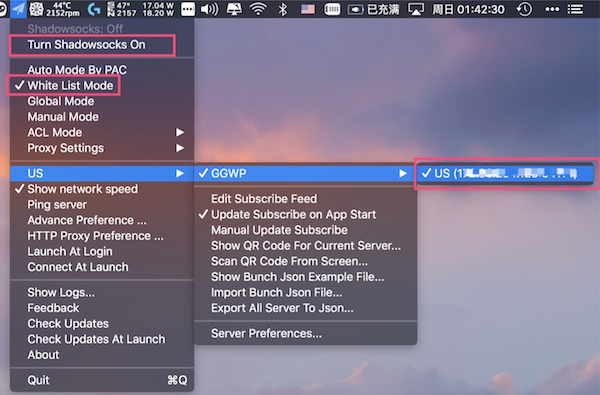 44°C 47° 17.04 W
2152rpm 2157 18.20 W
已充满 周日 01:42:30
Shadowsocks: Off
Turn Shadowsocks On
Auto Mode By PAC
✓ White List Mode
Global Mode
Manual Mode
ACL Mode
Proxy Settings
US
✓ Show network speed
Ping server
Advance Preference ...
HTTP Proxy Preference ...
Launch At Login
Connect At Launch
Show Logs...
Feedback
Check Updates
Check Updates At Launch
About
Quit ⌘Q
✓ GGWP
Edit Subscribe Feed
✓ Update Subscribe on App Start
Manual Update Subscribe
Show QR Code For Current Server...
Scan QR Code From Screen...
Show Bunch Json Example File...
Import Bunch Json File...
Export All Server To Json...
Server Preferences...
✓ US